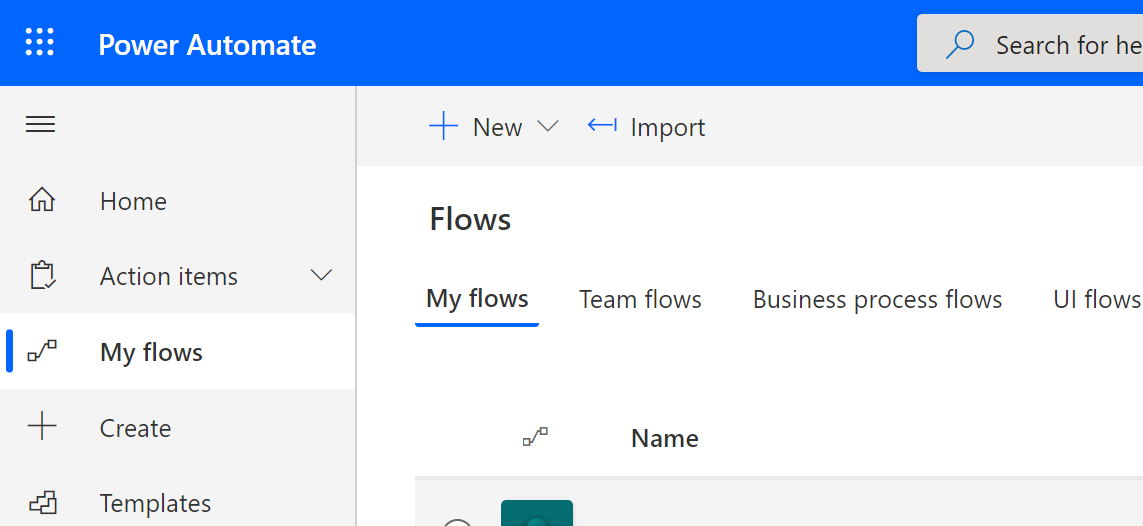 Power Automate
Search for he
New
Import
Home
Action items
My flows
Create
Templates
Flows
My flows
Team flows
Business process flows
UI flows
Name